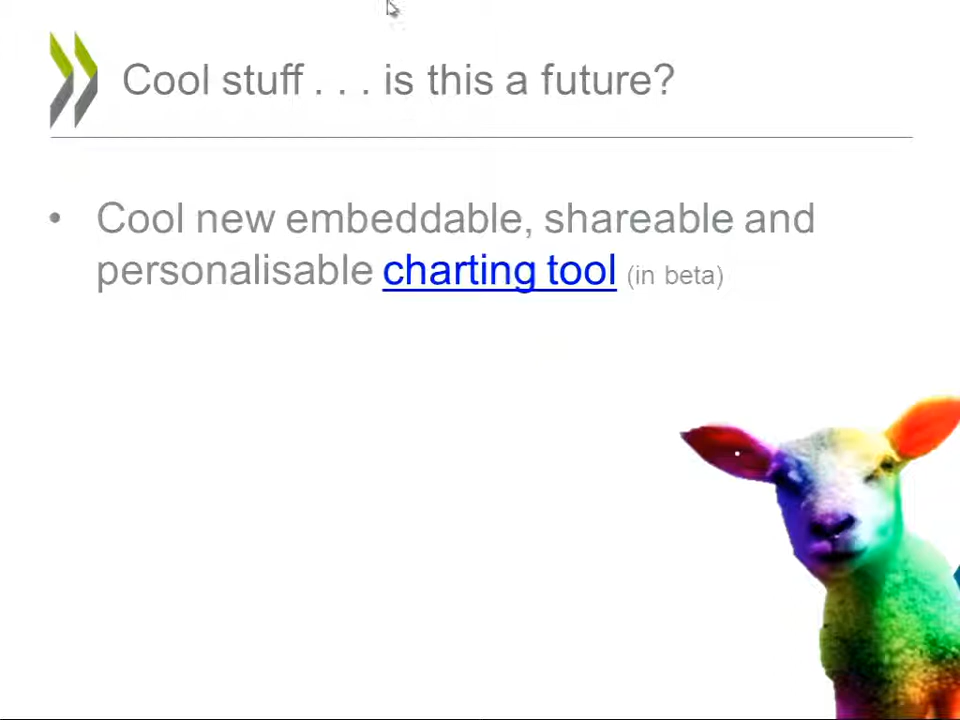 Cool stuff . . . is this a future?
• Cool new embeddable, shareable and
personalisable charting tool (in beta)